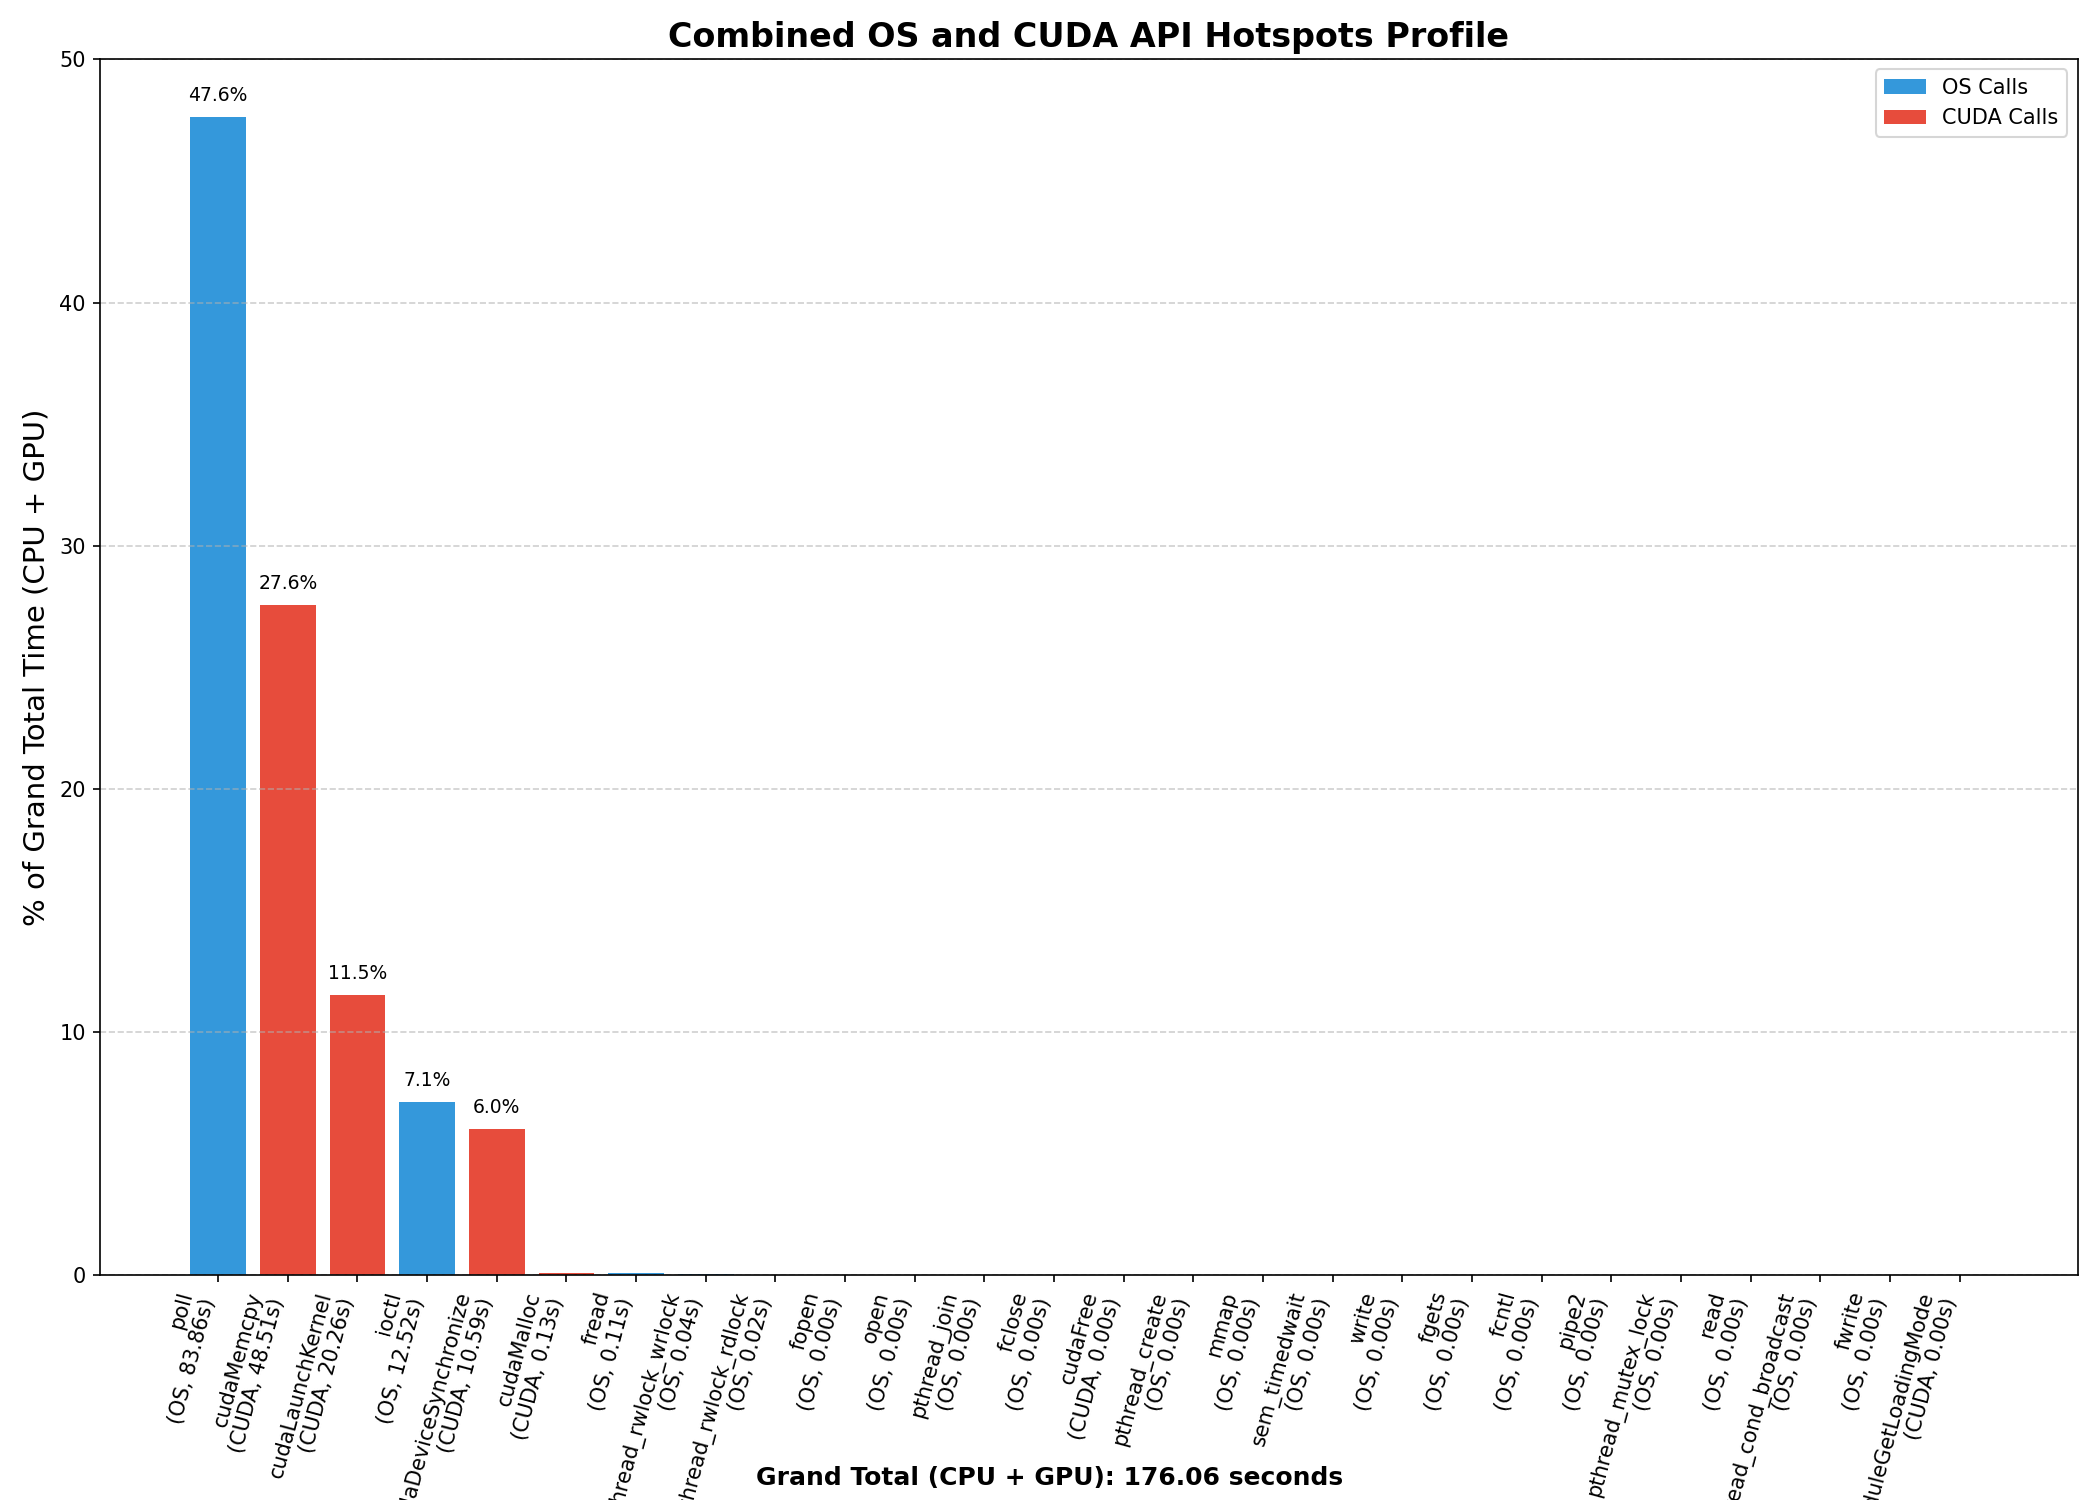 Combined OS and CUDA API Hotspots Profile
% of Grand Total Time (CPU + GPU)
50
40
30
20
10
0
47.6%
27.6%
11.5%
7.1%
6.0%
OS Calls
CUDA Calls
poll
(OS, 83.86s)
cudaMemcpy
(CUDA, 48.51s)
cudaLaunchKernel
(CUDA, 20.26s)
ioctl
(OS, 12.52s)
aDeviceSynchronize
(CUDA, 10.59s)
cudaMalloc
(CUDA, 0.13s)
fread
(OS, 0.11s)
hread_rwlock_wrlock
(OS, 0.04s)
hread_rwlock_rdlock
(OS, 0.02s)
fopen
(OS, 0.00s)
open
(OS, 0.00s)
pthread_join
(OS, 0.00s)
fclose
(OS, 0.00s)
cudaFree
(CUDA, 0.00s)
pthread_create
(OS, 0.00s)
mmap
(OS, 0.00s)
sem_timedwait
(OS, 0.00s)
write
(OS, 0.00s)
fgets
(OS, 0.00s)
fcntl
(OS, 0.00s)
pipe2
(OS, 0.00s)
pthread_mutex_lock
(OS, 0.00s)
read
(OS, 0.00s)
ead_cond_broadcast
(OS, 0.00s)
fwrite
(OS, 0.00s)
duleGetLoadingMode
(CUDA, 0.00s)
Grand Total (CPU + GPU): 176.06 seconds